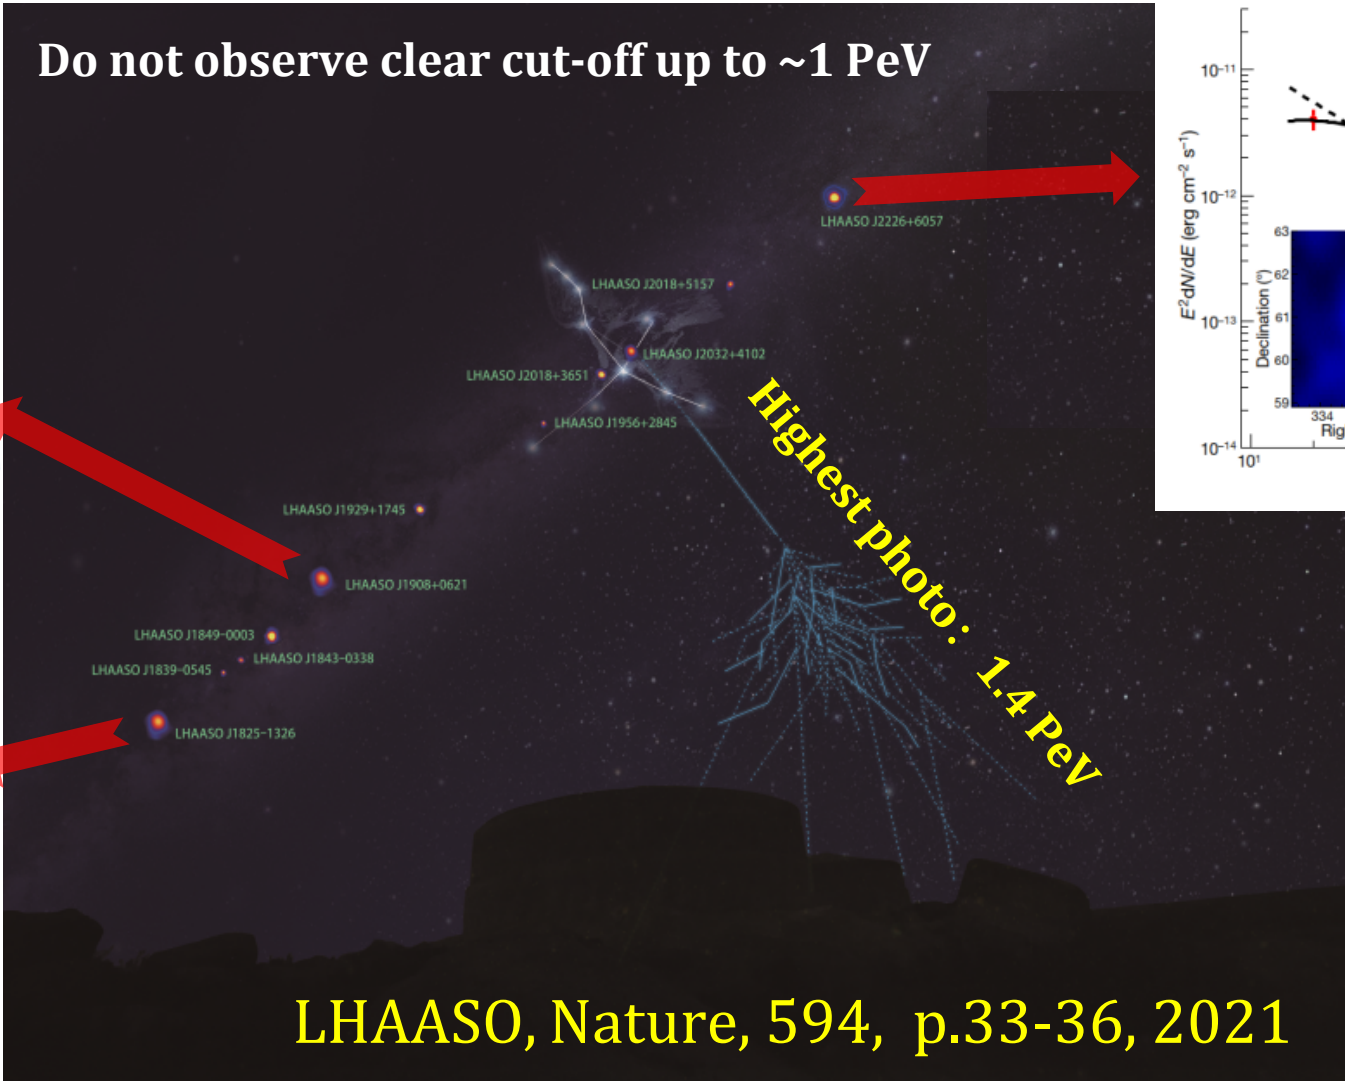 Do not observe clear cut-off up to ~1 PeV
10⁻¹¹
10⁻¹²
10⁻¹³
10⁻¹⁴
E²dN/dE (erg cm⁻² s⁻¹)
63
62
61
60
59
Declination (°)
334
Rig
10¹
LHAASO J2226+6057
LHAASO J2018+5157
LHAASO J2032+4102
LHAASO J2018+3651
LHAASO J1956+2845
Highest photo: 1.4 PeV
LHAASO J1929+1745
LHAASO J1908+0621
LHAASO J1849-0003
LHAASO J1843-0338
LHAASO J1839-0545
LHAASO J1825-1326
LHAASO, Nature, 594, p.33-36, 2021